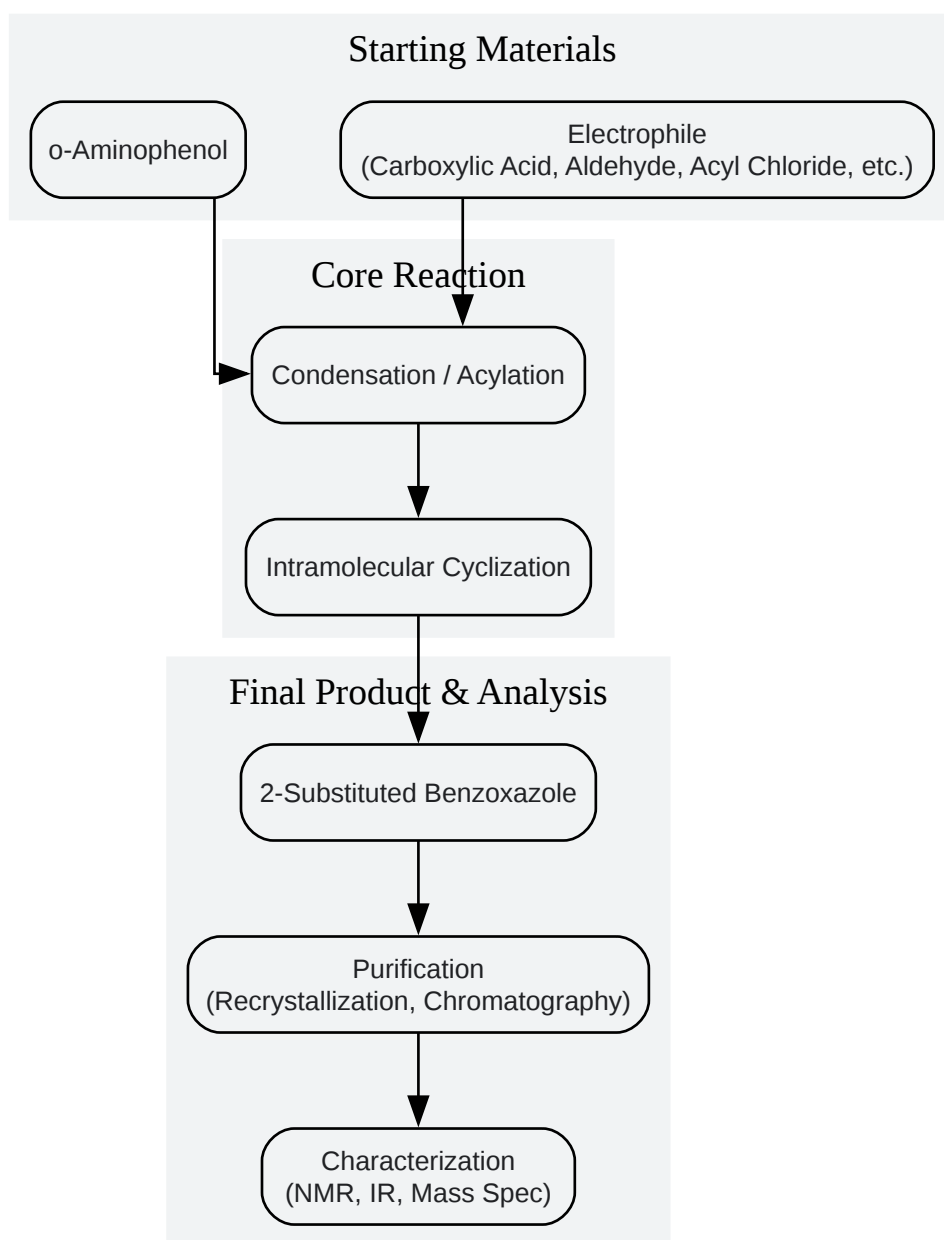 Starting Materials
o-Aminophenol
Electrophile
(Carboxylic Acid, Aldehyde, Acyl Chloride, etc.)
Core Reaction
Condensation / Acylation
Intramolecular Cyclization
Final Product & Analysis
2-Substituted Benzoxazole
Purification
(Recrystallization, Chromatography)
Characterization
(NMR, IR, Mass Spec)